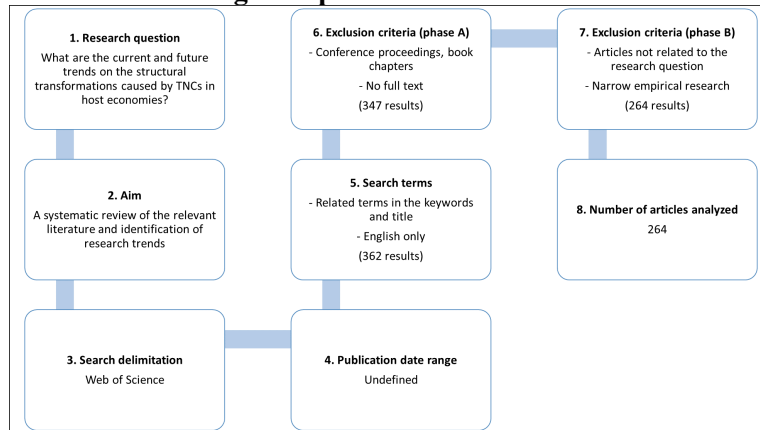 1. Research question
What are the current and future
trends on the structural
transformations caused by TNCs in
host economies?
2. Aim
A systematic review of the relevant
literature and identification of
research trends
3. Search delimitation
Web of Science
4. Publication date range
Undefined
5. Search terms
- Related terms in the keywords
and title
- English only
(362 results)
6. Exclusion criteria (phase A)
- Conference proceedings, book
chapters
- No full text
(347 results)
7. Exclusion criteria (phase B)
- Articles not related to the
research question
- Narrow empirical research
(264 results)
8. Number of articles analyzed
264